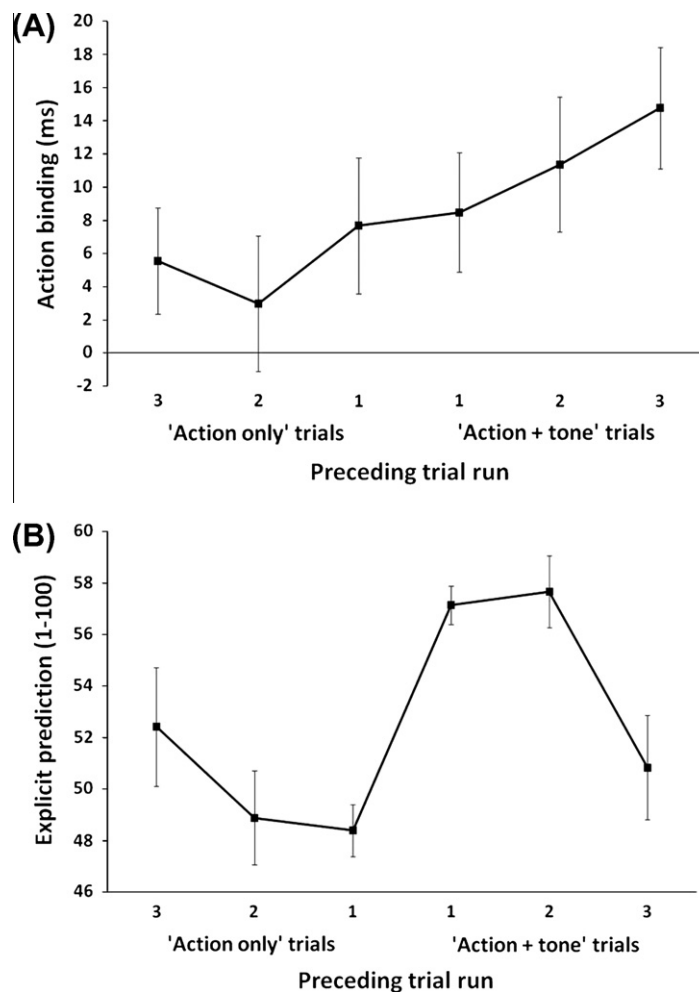 (A)
20
18
16
14
12
10
8
6
4
2
0
-2
Action binding (ms)
3 2 1 1 2 3
'Action only' trials 'Action + tone' trials
Preceding trial run
(B)
60
58
56
54
52
50
48
46
Explicit prediction (1-100)
3 2 1 1 2 3
'Action only' trials 'Action + tone' trials
Preceding trial run